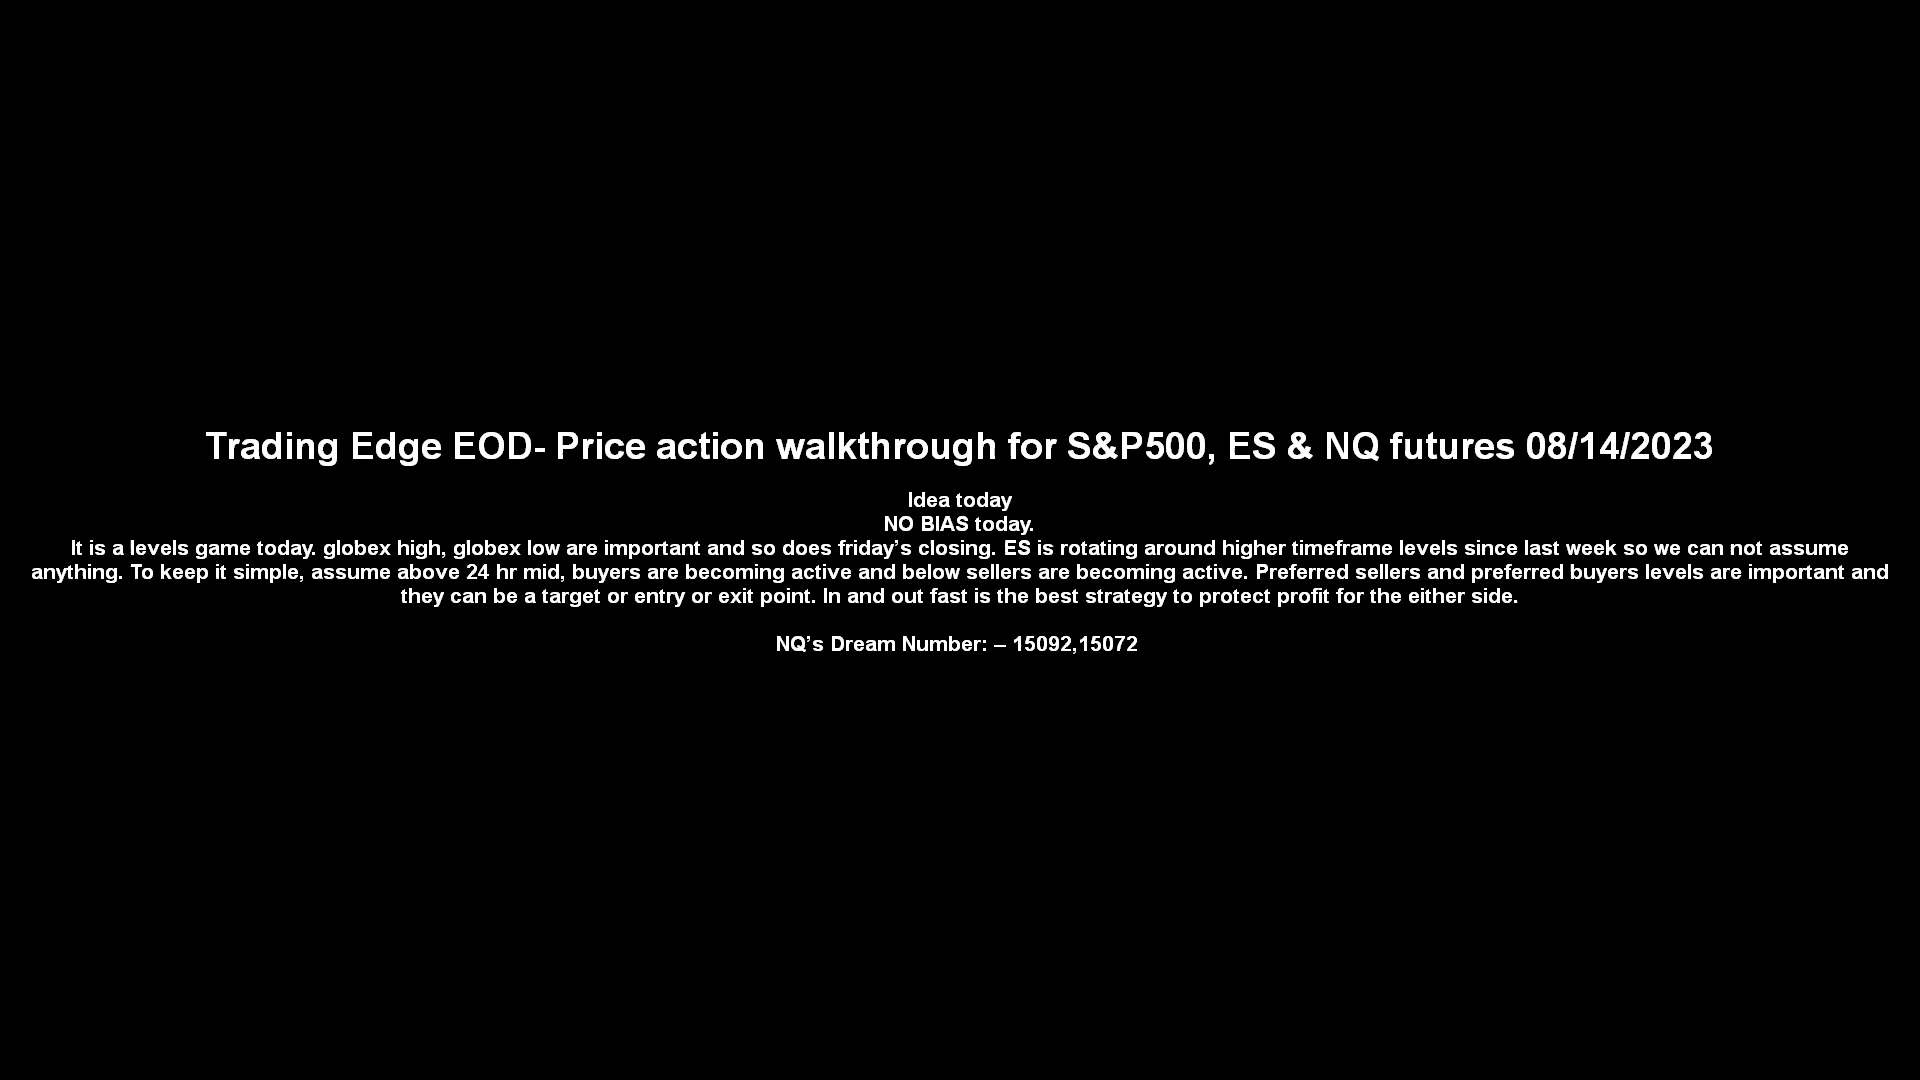 Trading Edge EOD- Price action walkthrough for S&P500, ES & NQ futures 08/14/2023
Idea today
NO BIAS today.
It is a levels game today. globex high, globex low are important and so does friday’s closing. ES is rotating around higher timeframe levels since last week so we can not assume
anything. To keep it simple, assume above 24 hr mid, buyers are becoming active and below sellers are becoming active. Preferred sellers and preferred buyers levels are important and
they can be a target or entry or exit point. In and out fast is the best strategy to protect profit for the either side.
NQ’s Dream Number: – 15092,15072